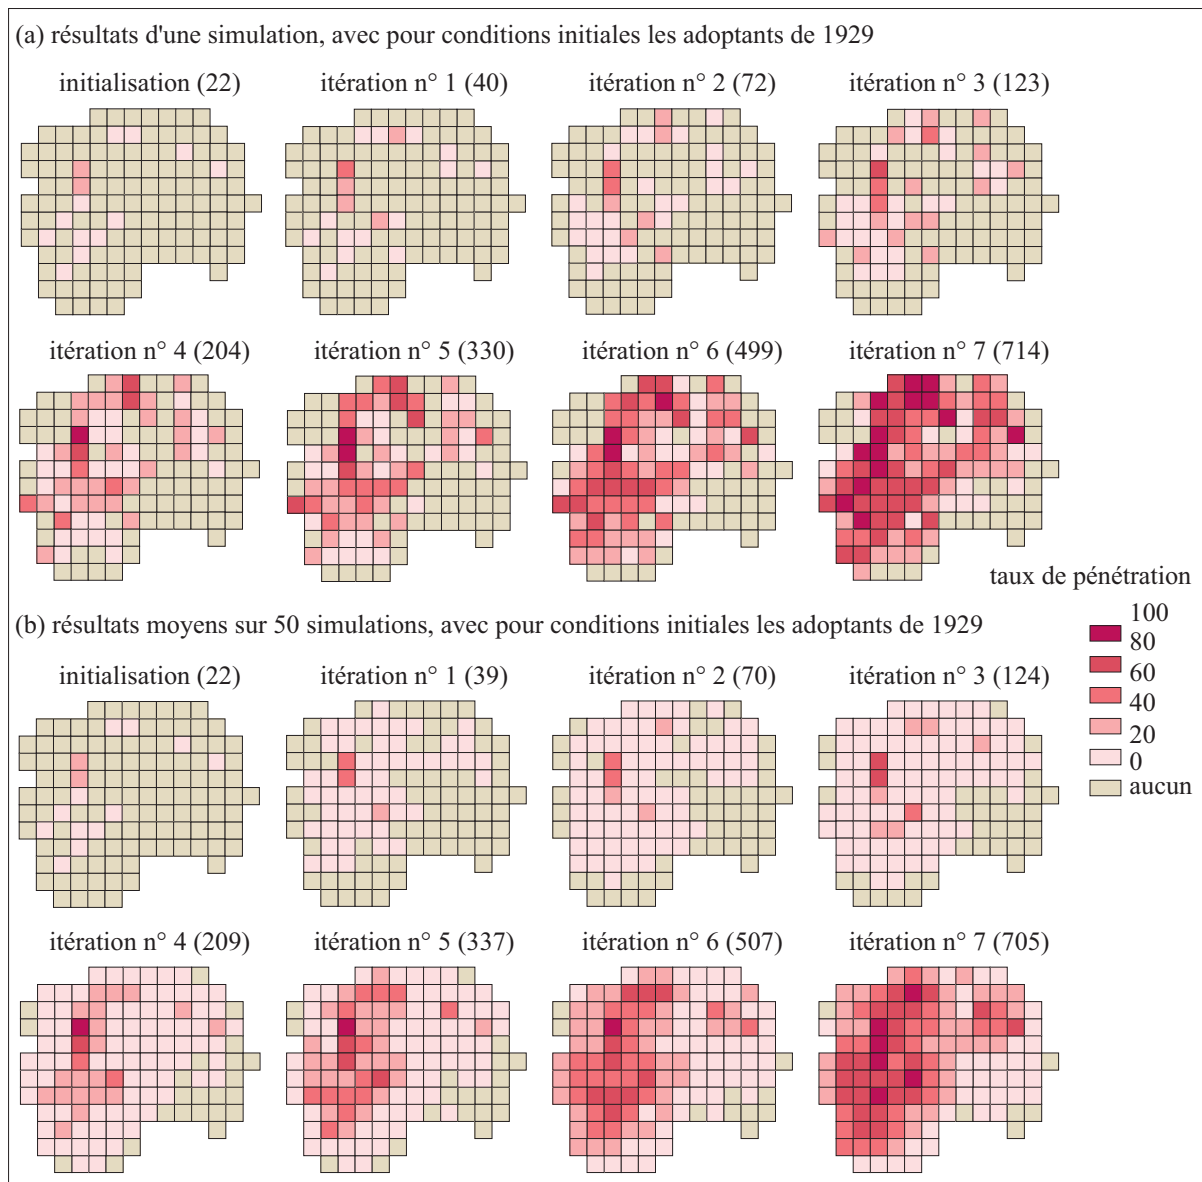 (a) résultats d'une simulation, avec pour conditions initiales les adoptants de 1929
initialisation (22)
itération n° 1 (40)
itération n° 2 (72)
itération n° 3 (123)
itération n° 4 (204)
itération n° 5 (330)
itération n° 6 (499)
itération n° 7 (714)
taux de pénétration
100
80
60
40
20
0
aucun
(b) résultats moyens sur 50 simulations, avec pour conditions initiales les adoptants de 1929
initialisation (22)
itération n° 1 (39)
itération n° 2 (70)
itération n° 3 (124)
itération n° 4 (209)
itération n° 5 (337)
itération n° 6 (507)
itération n° 7 (705)